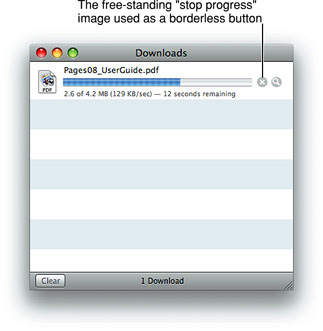 The free-standing "stop progress"
image used as a borderless button
Downloads
Pages08_UserGuide.pdf
PDF
2.6 of 4.2 MB (129 KB/sec) — 12 seconds remaining
Clear
1 Download